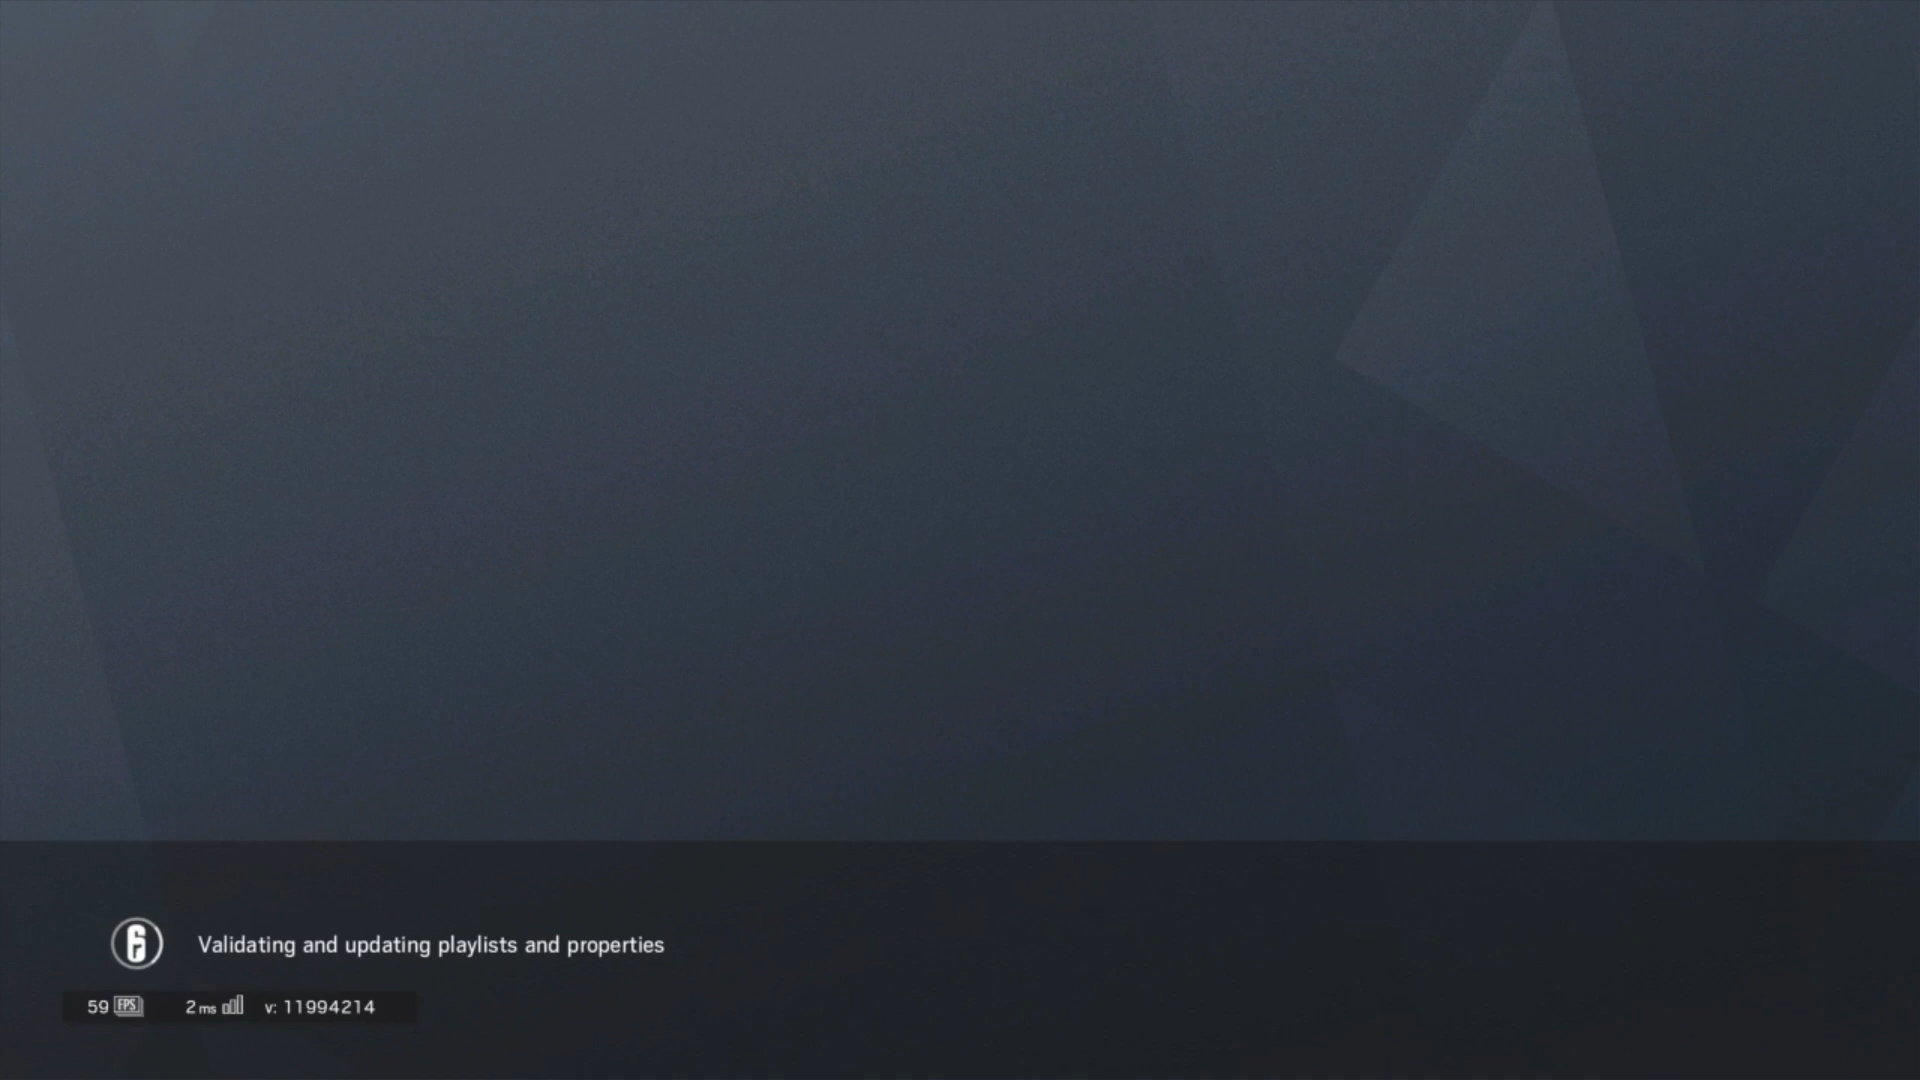 Validating and updating playlists and properties
59 FPS 2 ms v: 11994214